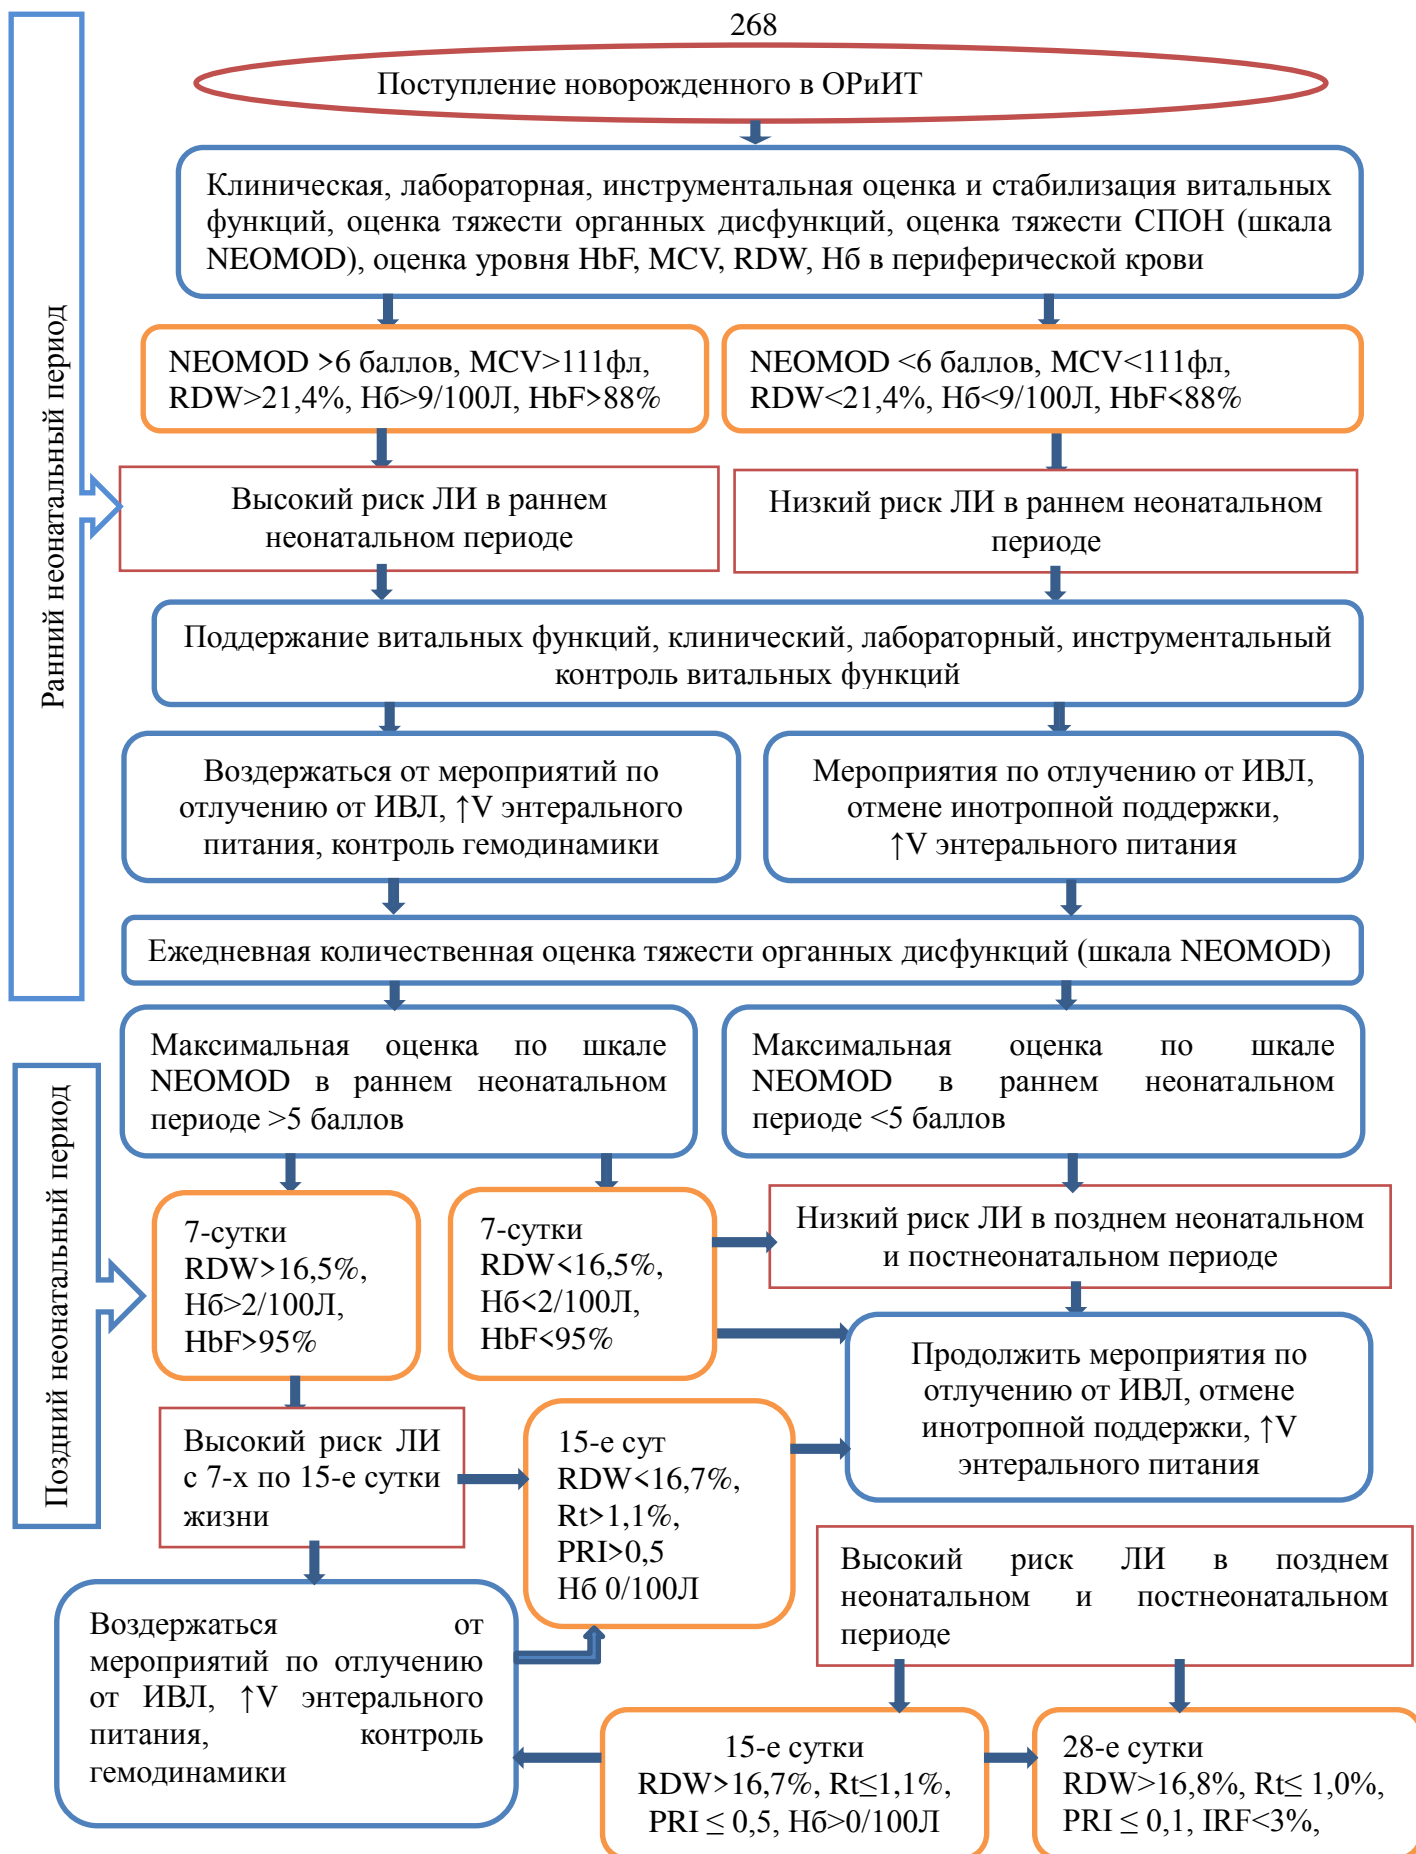 268
Поступление новорожденного в ОРиИТ
Клиническая, лабораторная, инструментальная оценка и стабилизация витальных
функций, оценка тяжести органных дисфункций, оценка тяжести СПОН (шкала
NEOMOD), оценка уровня HbF, MCV, RDW, Нб в периферической крови
NEOMOD >6 баллов, MCV>111фл,
RDW>21,4%, Нб>9/100Л, HbF>88%
NEOMOD <6 баллов, MCV<111фл,
RDW<21,4%, Нб<9/100Л, HbF<88%
Ранний неонатальный период
Высокий риск ЛИ в раннем
неонатальном периоде
Низкий риск ЛИ в раннем неонатальном
периоде
Поддержание витальных функций, клинический, лабораторный, инструментальный
контроль витальных функций
Воздержаться от мероприятий по
отлучению от ИВЛ, ↑V энтерального
питания, контроль гемодинамики
Мероприятия по отлучению от ИВЛ,
отмене инотропной поддержки,
↑V энтерального питания
Ежедневная количественная оценка тяжести органных дисфункций (шкала NEOMOD)
Максимальная оценка по шкале
NEOMOD в раннем неонатальном
периоде >5 баллов
Максимальная оценка по шкале
NEOMOD в раннем неонатальном
периоде <5 баллов
Поздний неонатальный период
7-сутки
RDW>16,5%,
Нб>2/100Л,
HbF>95%
7-сутки
RDW<16,5%,
Нб<2/100Л,
HbF<95%
Низкий риск ЛИ в позднем неонатальном
и постнеонатальном периоде
Продолжить мероприятия по
отлучению от ИВЛ, отмене
инотропной поддержки, ↑V
энтерального питания
Высокий риск ЛИ
с 7-х по 15-е сутки
жизни
15-е сут
RDW<16,7%,
Rt>1,1%,
PRI>0,5
Нб 0/100Л
Высокий риск ЛИ в позднем
неонатальном и постнеонатальном
периоде
Воздержаться от
мероприятий по отлучению
от ИВЛ, ↑V энтерального
питания, контроль
гемодинамики
15-е сутки
RDW>16,7%, Rt≤1,1%,
PRI ≤ 0,5, Нб>0/100Л
28-е сутки
RDW>16,8%, Rt≤ 1,0%,
PRI ≤ 0,1, IRF<3%,